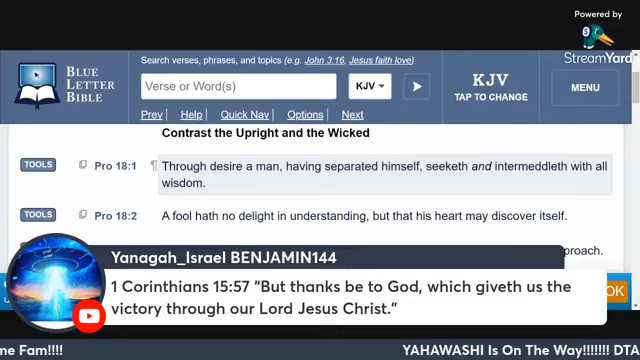 Powered by
StreamYard
Search verses, phrases, and topics (e.g. John 3:16, Jesus faith love)
BLUE
LETTER
BIBLE
Verse or Word(s)
KJV
KJV
TAP TO CHANGE
MENU
Prev | Help | Quick Nav | Options | Next
Contrast the Upright and the Wicked
TOOLS Pro 18:1 ¶ Through desire a man, having separated himself, seeketh and intermeddleth with all
wisdom.
TOOLS Pro 18:2 A fool hath no delight in understanding, but that his heart may discover itself.
proach.
Yanagah_Israel BENJAMIN144
1 Corinthians 15:57 “But thanks be to God, which giveth us the
victory through our Lord Jesus Christ.”
OK
me Fam!!!! YAHAWASHI Is On The Way!!!!!!! DTA